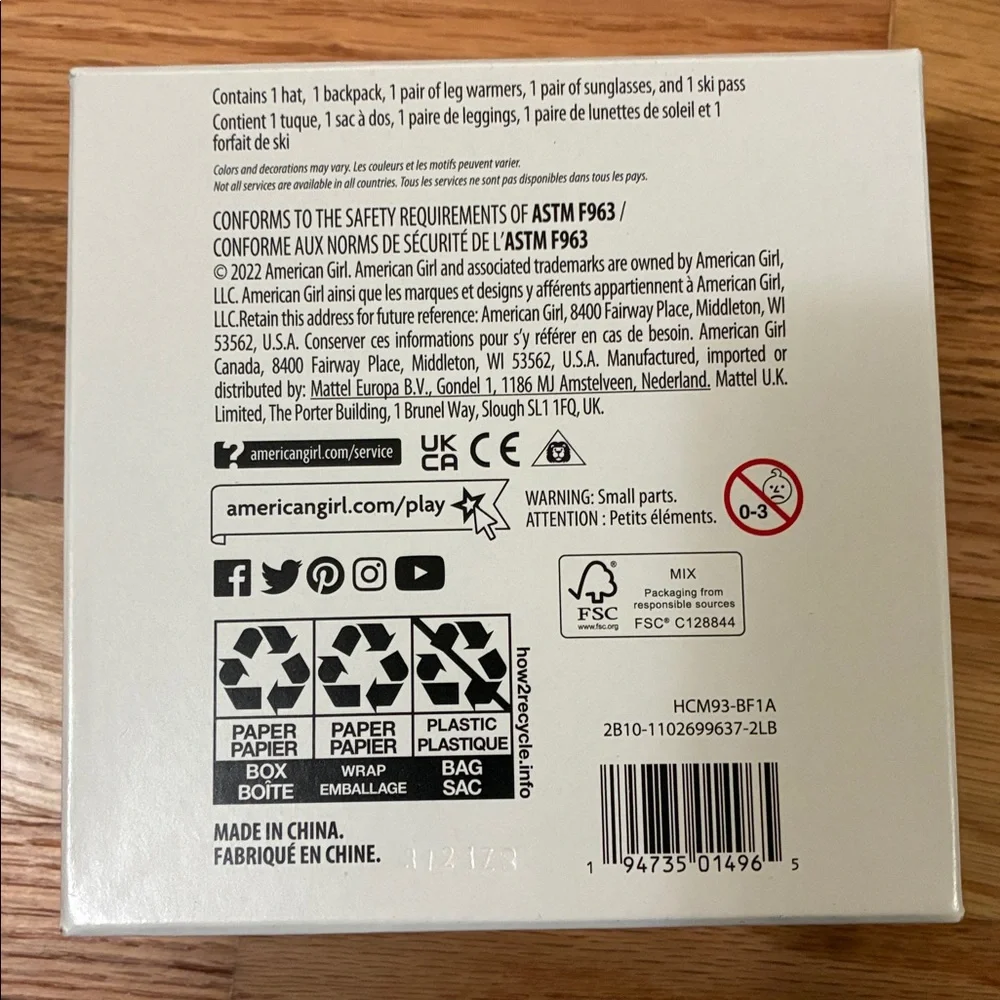 Contains 1 hat, 1 backpack, 1 pair of leg warmers, 1 pair of sunglasses, and 1 ski pass
Contient 1 tuque, 1 sac à dos, 1 paire de leggings, 1 paire de lunettes de soleil et 1
forfait de ski
Colors and decorations may vary. Les couleurs et les motifs peuvent varier.
Not all services are available in all countries. Tous les services ne sont pas disponibles dans tous les pays.
CONFORMS TO THE SAFETY REQUIREMENTS OF ASTM F963 /
CONFORME AUX NORMS DE SÉCURITÉ DE L'ASTM F963
© 2022 American Girl. American Girl and associated trademarks are owned by American Girl,
LLC. American Girl ainsi que les marques et designs y afférents appartiennent à American Girl,
LLC.Retain this address for future reference: American Girl, 8400 Fairway Place, Middleton, WI
53562, U.S.A. Conserver ces informations pour s'y référer en cas de besoin. American Girl
Canada, 8400 Fairway Place, Middleton, WI 53562, U.S.A. Manufactured, imported or
distributed by: Mattel Europa B.V., Gondel 1, 1186 MJ Amstelveen, Nederland. Mattel U.K.
Limited, The Porter Building, 1 Brunel Way, Slough SL1 1FQ, UK.
? americangirl.com/service
UK
CA
CE
americangirl.com/play
WARNING: Small parts.
ATTENTION : Petits éléments.
0-3
FSC®
www.fsc.org
MIX
Packaging from
responsible sources
FSC® C128844
PAPER
PAPIER
BOX
BOÎTE
PAPER
PAPIER
WRAP
EMBALLAGE
PLASTIC
PLASTIQUE
BAG
SAC
how2recycle.info
HCM93-BF1A
2B10-1102699637-2LB
1 94735 01496 5
MADE IN CHINA.
FABRIQUÉ EN CHINE.